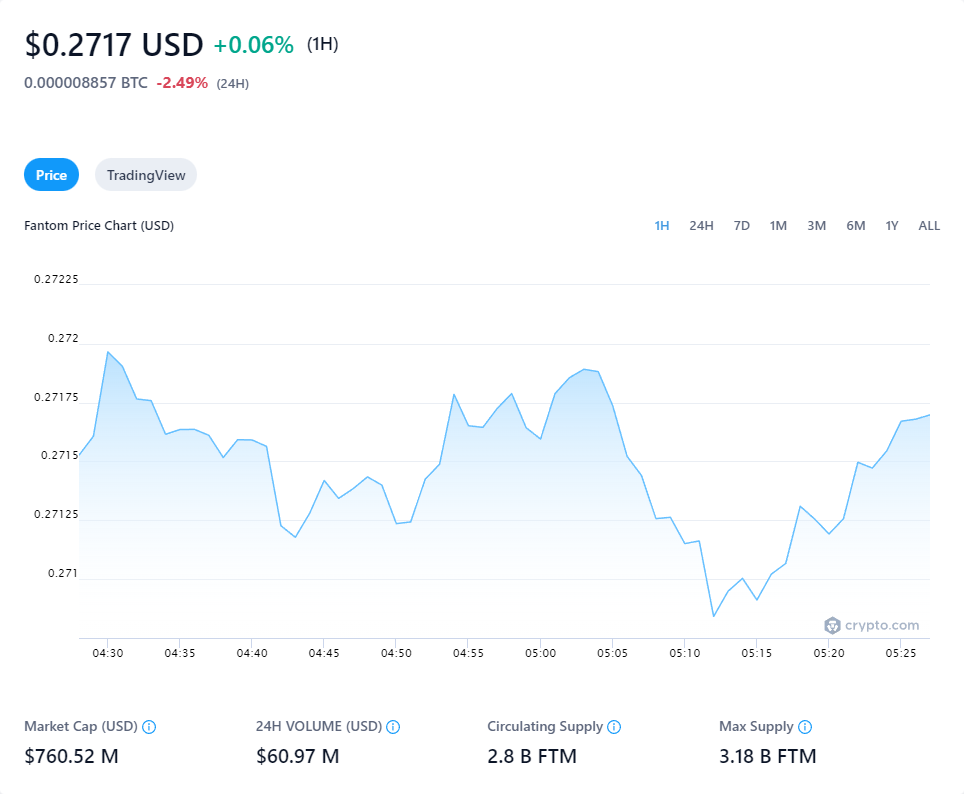 $0.2717 USD +0.06% (1H)
0.000008857 BTC -2.49% (24H)
Price TradingView
Fantom Price Chart (USD) 1H 24H 7D 1M 3M 6M 1Y ALL
0.27225
0.272
0.27175
0.2715
0.27125
0.271
crypto.com
04:30 04:35 04:40 04:45 04:50 04:55 05:00 05:05 05:10 05:15 05:20 05:25
Market Cap (USD) 24H VOLUME (USD) Circulating Supply Max Supply
$760.52 M $60.97 M 2.8 B FTM 3.18 B FTM